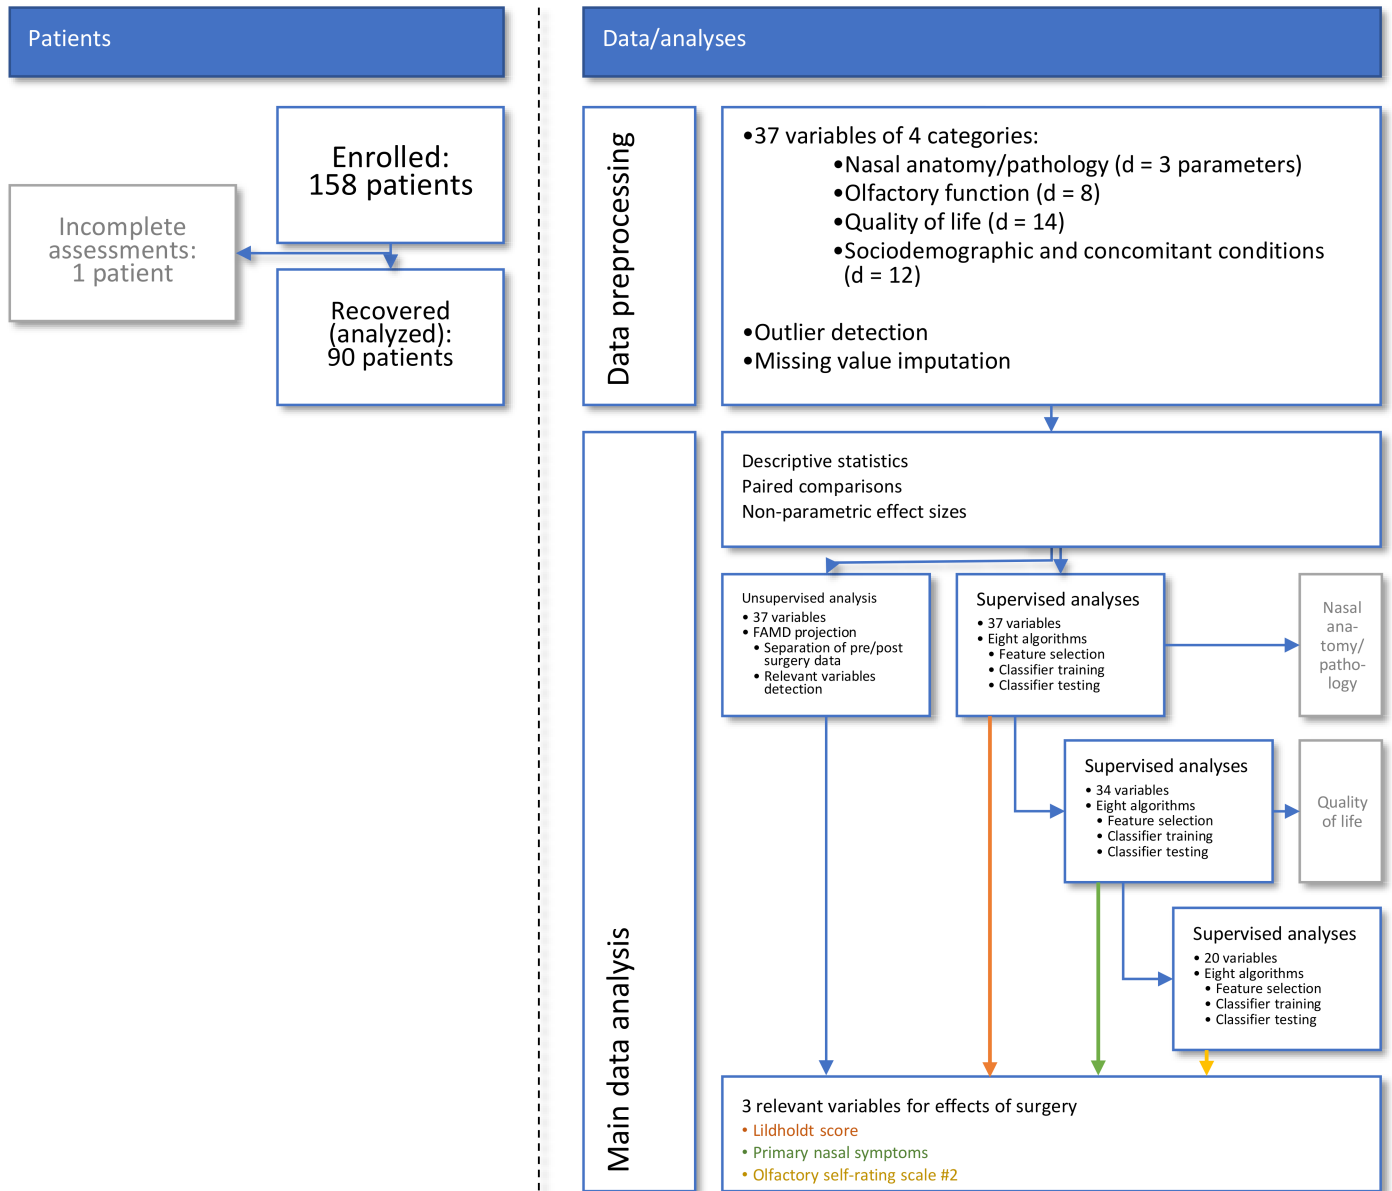 Patients
Enrolled:
158 patients
Incomplete
assessments:
1 patient
Recovered
(analyzed):
90 patients
Data/analyses
Data preprocessing
•37 variables of 4 categories:
•Nasal anatomy/pathology (d = 3 parameters)
•Olfactory function (d = 8)
•Quality of life (d = 14)
•Sociodemographic and concomitant conditions
(d = 12)
•Outlier detection
•Missing value imputation
Main data analysis
Descriptive statistics
Paired comparisons
Non-parametric effect sizes
Unsupervised analysis
• 37 variables
• FAMD projection
• Separation of pre/post
surgery data
• Relevant variables
detection
Supervised analyses
• 37 variables
• Eight algorithms
• Feature selection
• Classifier training
• Classifier testing
Nasal
ana-
tomy/
patho-
logy
Supervised analyses
• 34 variables
• Eight algorithms
• Feature selection
• Classifier training
• Classifier testing
Quality
of life
Supervised analyses
• 20 variables
• Eight algorithms
• Feature selection
• Classifier training
• Classifier testing
3 relevant variables for effects of surgery
• Lildholdt score
• Primary nasal symptoms
• Olfactory self-rating scale #2